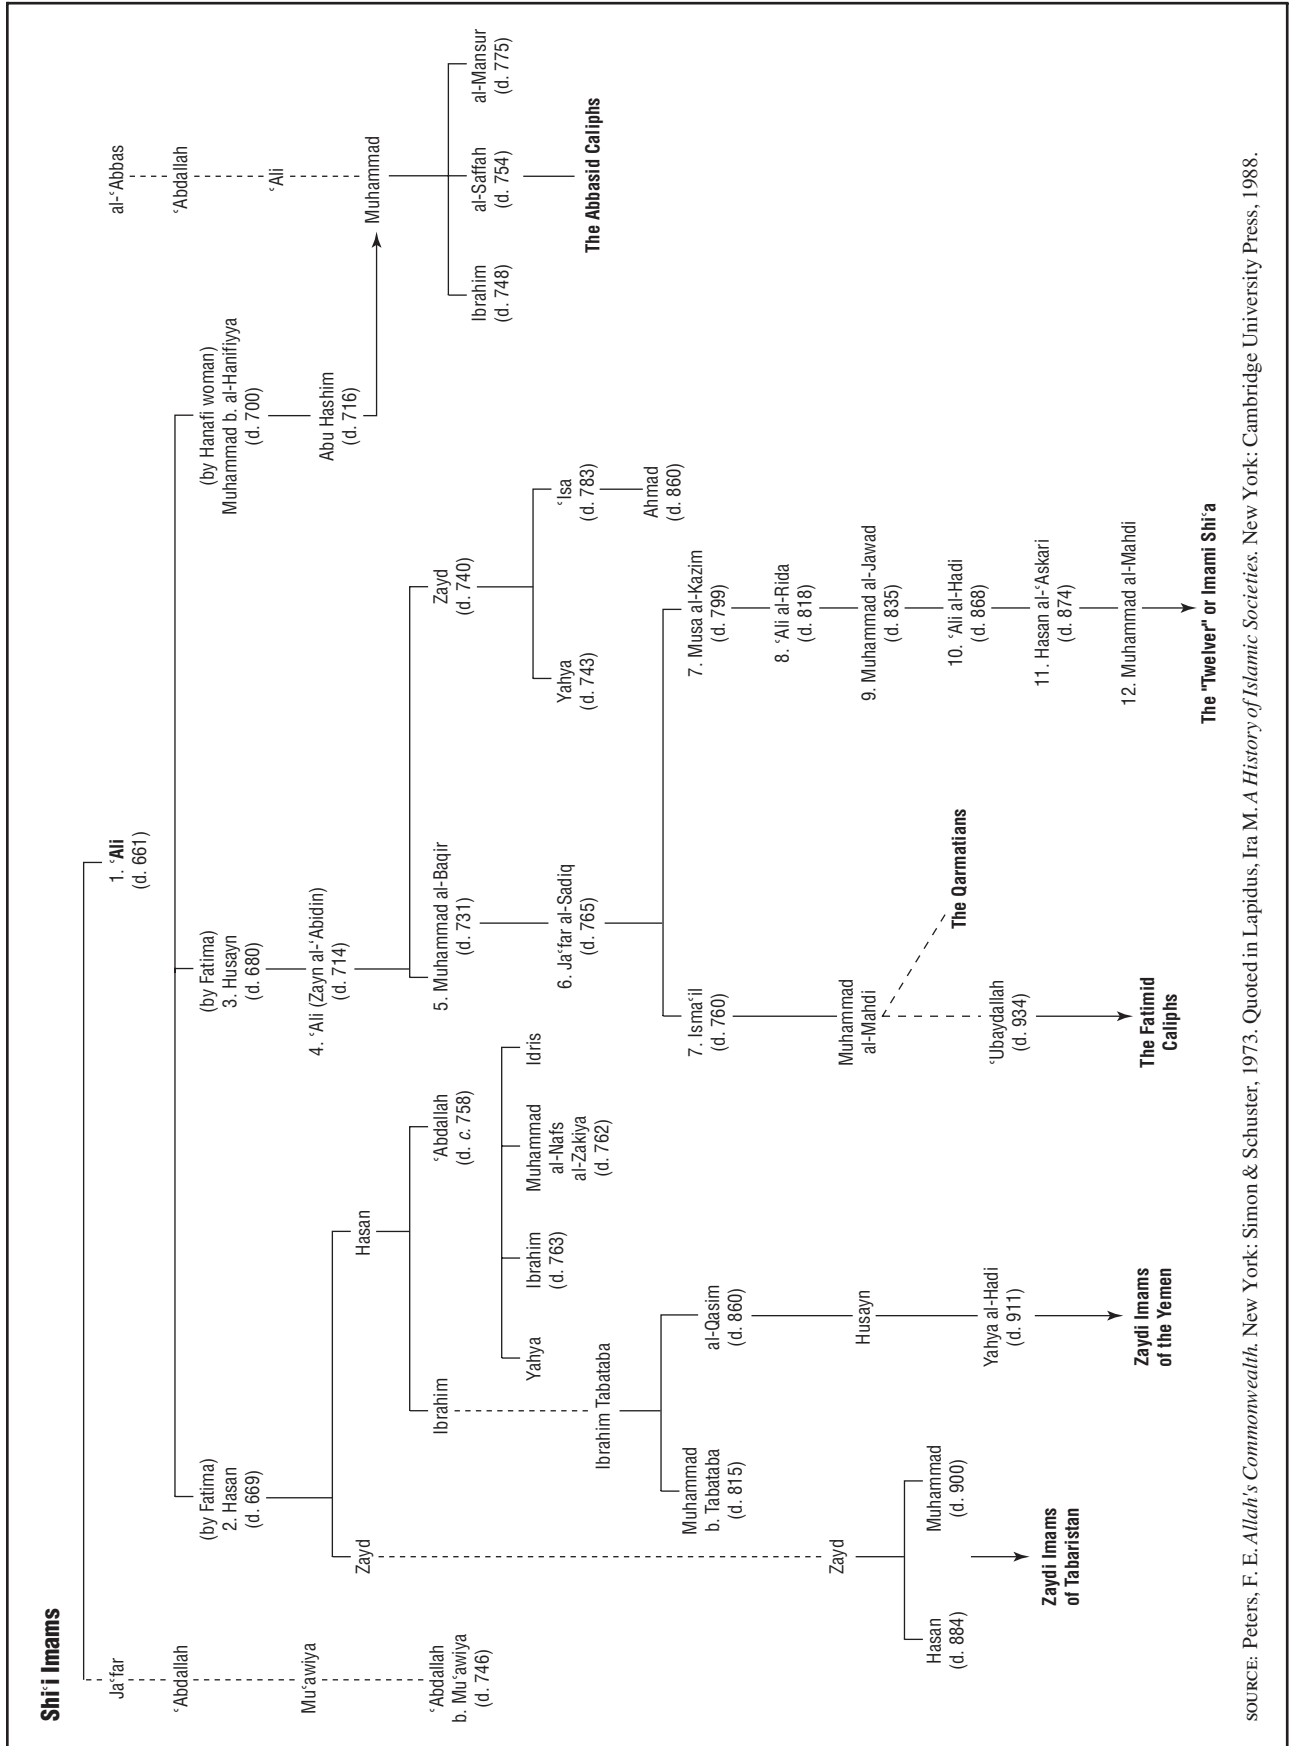 Shiʿi Imams
Jaʿfar
ʿAbdallah
Muʿawiya
ʿAbdallah
b. Muʿawiya
(d. 746)
1. ʿAli
(d. 661)
(by Fatima)
2. Hasan
(d. 669)
Zayd
Zayd
Hasan
(d. 884)
Muhammad
(d. 900)
Zaydi Imams
of Tabaristan
Hasan
Ibrahim
Ibrahim Tabataba
Muhammad
b. Tabataba
(d. 815)
al-Qasim
(d. 860)
Husayn
Yahya al-Hadi
(d. 911)
Zaydi Imams
of the Yemen
ʿAbdallah
(d. c. 758)
Yahya
Ibrahim
(d. 763)
Muhammad
al-Nafs
al-Zakiya
(d. 762)
Idris
(by Fatima)
3. Husayn
(d. 680)
4. ʿAli (Zayn al-ʿAbidin)
(d. 714)
5. Muhammad al-Baqir
(d. 731)
6. Jaʿfar al-Sadiq
(d. 765)
7. Ismaʿil
(d. 760)
Muhammad
al-Mahdi
The Qarmatians
ʿUbaydallah
(d. 934)
The Fatimid
Caliphs
7. Musa al-Kazim
(d. 799)
8. ʿAli al-Rida
(d. 818)
9. Muhammad al-Jawad
(d. 835)
10. ʿAli al-Hadi
(d. 868)
11. Hasan al-ʿAskari
(d. 874)
12. Muhammad al-Mahdi
The "Twelver" or Imami Shiʿa
Zayd
(d. 740)
Yahya
(d. 743)
ʿIsa
(d. 783)
Ahmad
(d. 860)
(by Hanafi woman)
Muhammad b. al-Hanifiyya
(d. 700)
Abu Hashim
(d. 716)
al-ʿAbbas
ʿAbdallah
ʿAli
Muhammad
Ibrahim
(d. 748)
al-Saffah
(d. 754)
al-Mansur
(d. 775)
The Abbasid Caliphs
SOURCE: Peters, F. E. Allah's Commonwealth. New York: Simon & Schuster, 1973. Quoted in Lapidus, Ira M. A History of Islamic Societies. New York: Cambridge University Press, 1988.